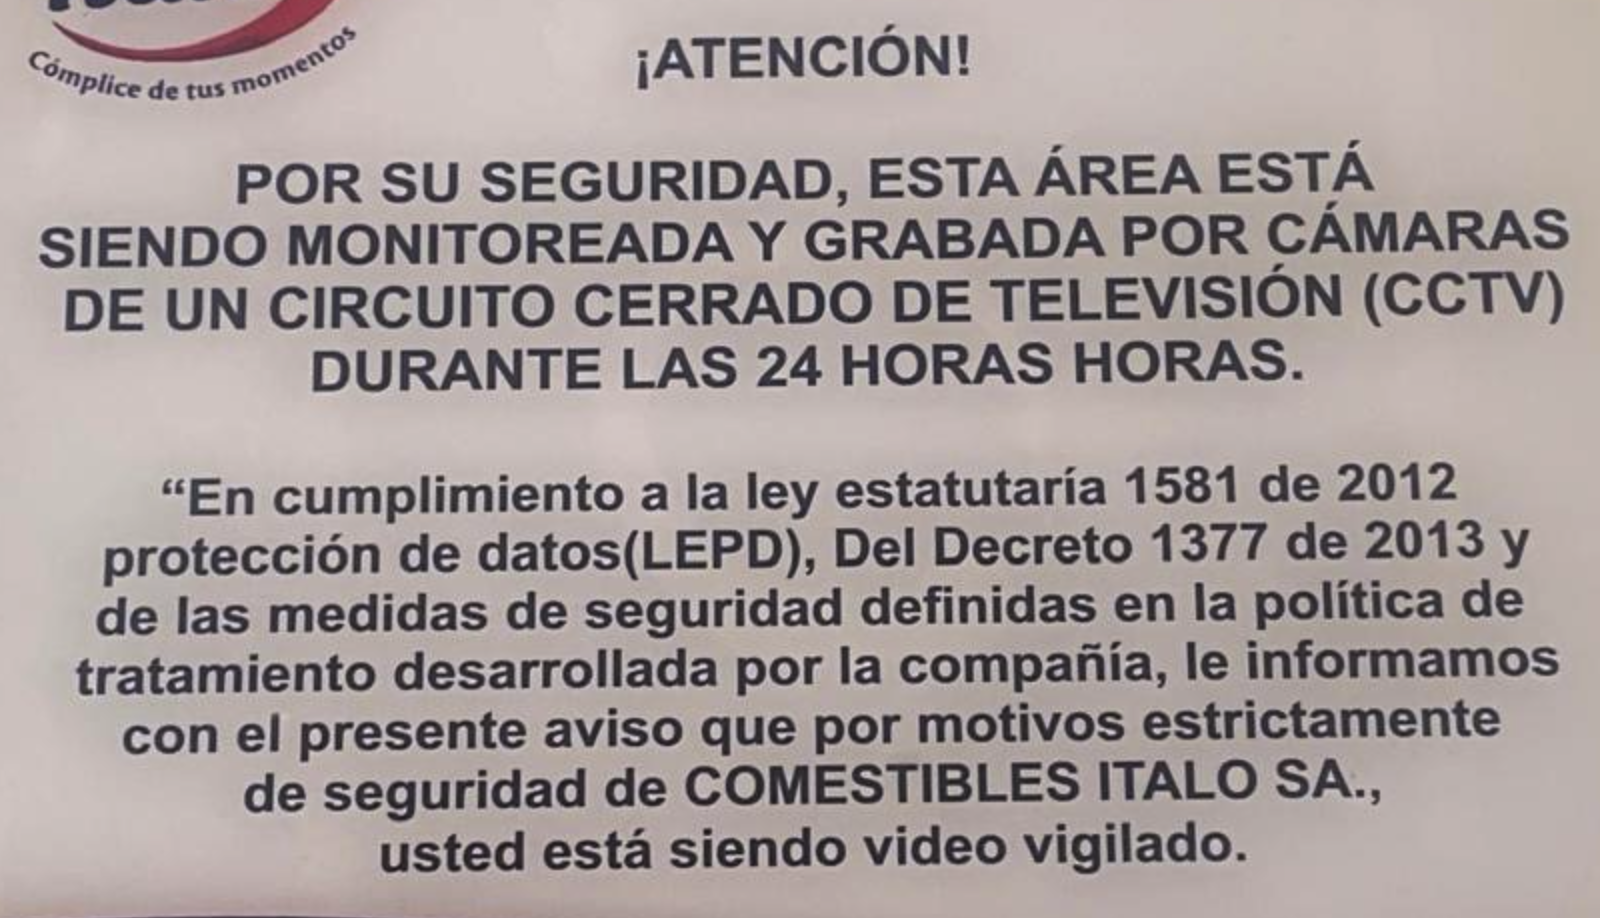 Cómplice de tus momentos
¡ATENCIÓN!
POR SU SEGURIDAD, ESTA ÁREA ESTÁ
SIENDO MONITOREADA Y GRABADA POR CÁMARAS
DE UN CIRCUITO CERRADO DE TELEVISIÓN (CCTV)
DURANTE LAS 24 HORAS HORAS.
“En cumplimiento a la ley estatutaría 1581 de 2012
protección de datos(LEPD), Del Decreto 1377 de 2013 y
de las medidas de seguridad definidas en la política de
tratamiento desarrollada por la compañía, le informamos
con el presente aviso que por motivos estrictamente
de seguridad de COMESTIBLES ITALO SA.,
usted está siendo video vigilado.